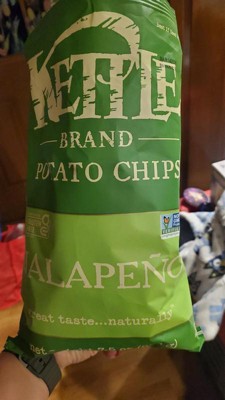 KETTLE
BRAND
POTATO CHIPS
JALAPEÑO
great taste...naturally